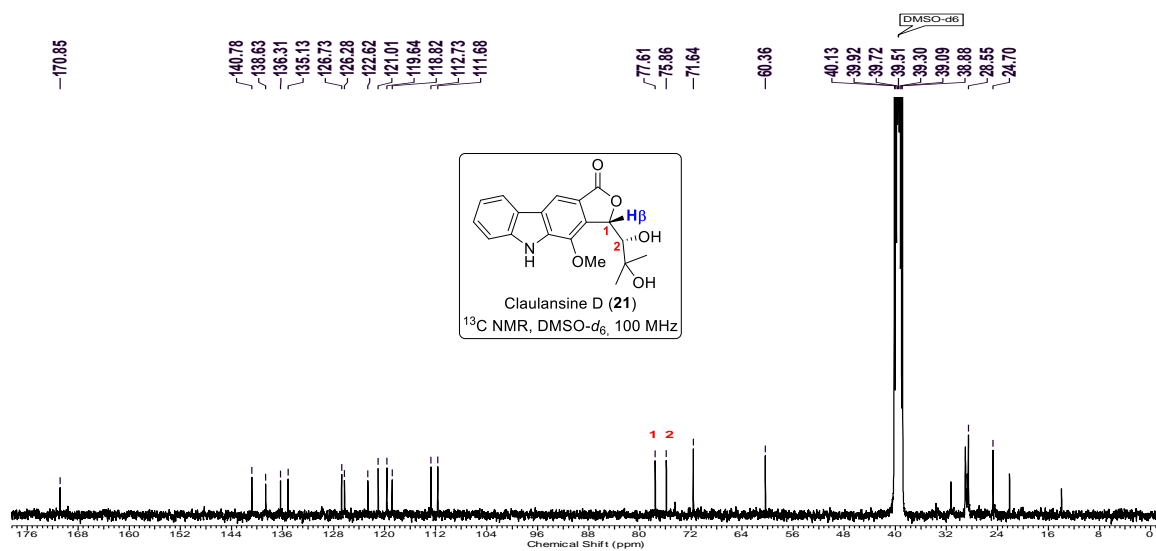 DMSO-d6
170.85
140.78
138.63
136.31
135.13
126.73
126.28
122.62
121.01
119.64
118.82
112.73
111.68
77.61
75.86
71.64
60.36
40.13
39.92
39.72
39.51
39.30
39.09
38.88
28.55
24.70
O
O
Hβ
1
2
OH
N
H
OMe
OH
Claulansine D (21)
¹³C NMR, DMSO-d₆, 100 MHz
1 2
176 168 160 152 144 136 128 120 112 104 96 88 80 72 64 56 48 40 32 24 16 8 0
Chemical Shift (ppm)